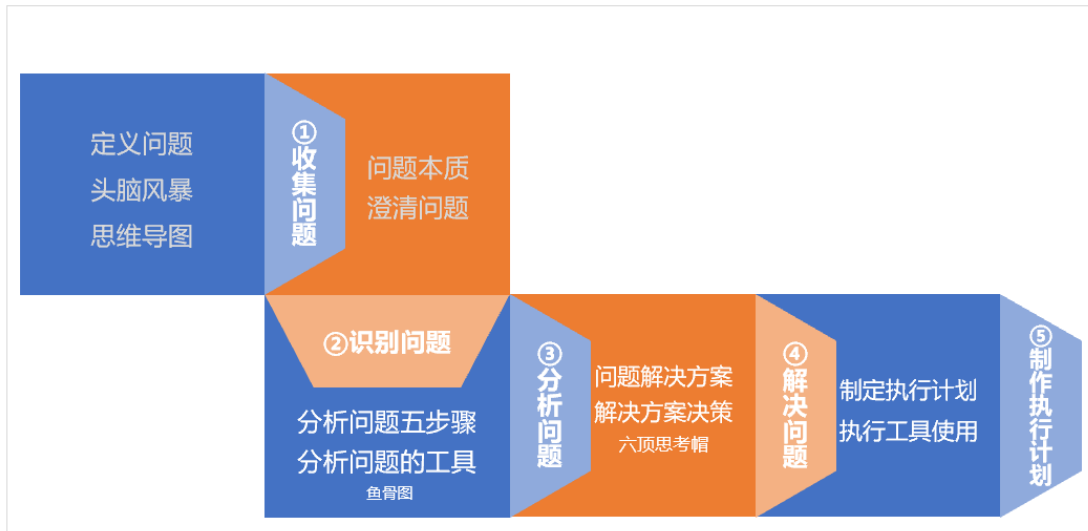 定义问题
头脑风暴
思维导图
①收集问题
问题本质
澄清问题
②识别问题
分析问题五步骤
分析问题的工具
鱼骨图
③分析问题
问题解决方案
解决方案决策
六顶思考帽
④解决问题
制定执行计划
执行工具使用
⑤制作执行计划